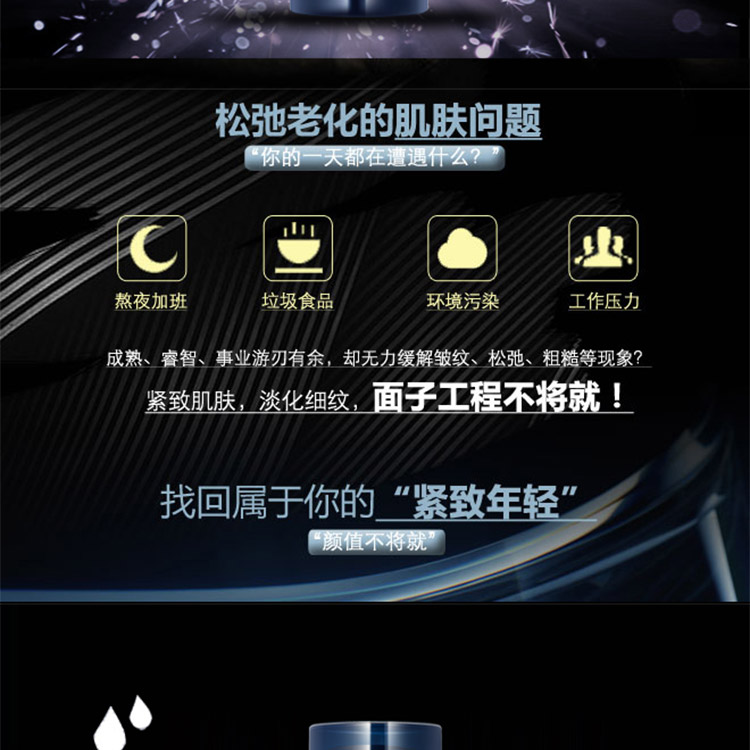 松弛老化的肌肤问题
“你的一天都在遭遇什么？”
熬夜加班
垃圾食品
环境污染
工作压力
成熟、睿智、事业游刃有余，却无力缓解皱纹、松弛、粗糙等现象？
紧致肌肤，淡化细纹，面子工程不将就！
找回属于你的“紧致年轻”
“颜值不将就”